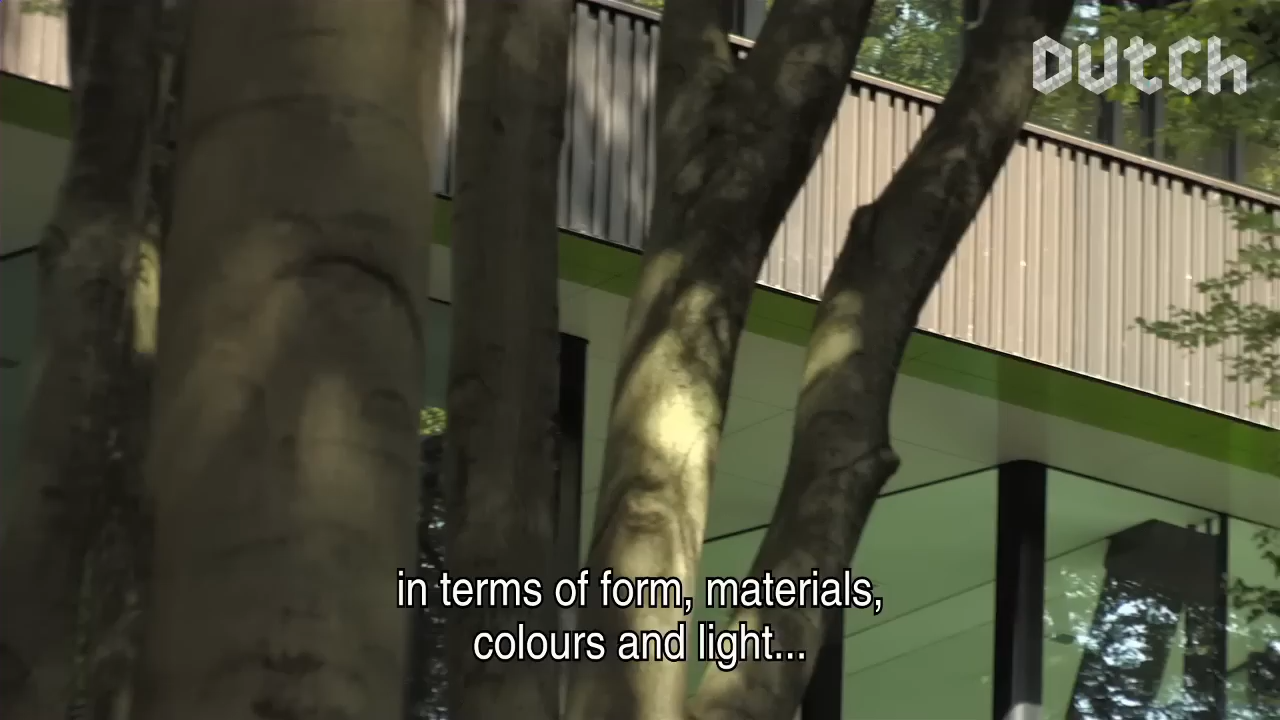 DUtCh
in terms of form, materials,
colours and light...